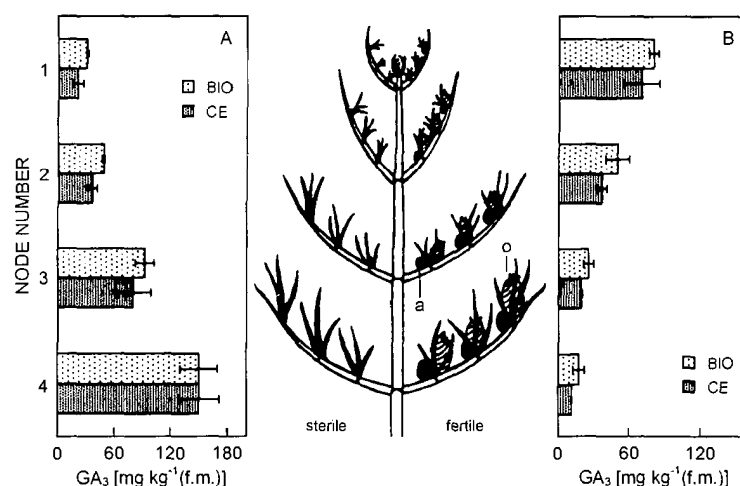 A
BIO
CE
NODE NUMBER
1
2
3
4
0 60 120 180
GA₃ [mg kg⁻¹(f.m.)]
a
o
sterile
fertile
B
BIO
CE
0 60 120
GA₃ [mg kg⁻¹(f.m.)]